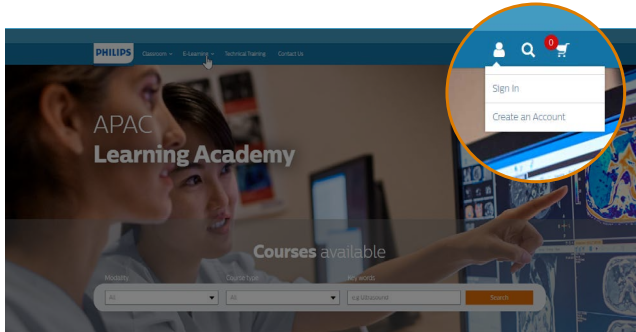 PHILIPS Classroom E-Learning Technical Training Contact Us
0
Sign In
Create an Account
APAC
Learning Academy
Courses available
Modality Course type Key words
All All e.g Ultrasound Search